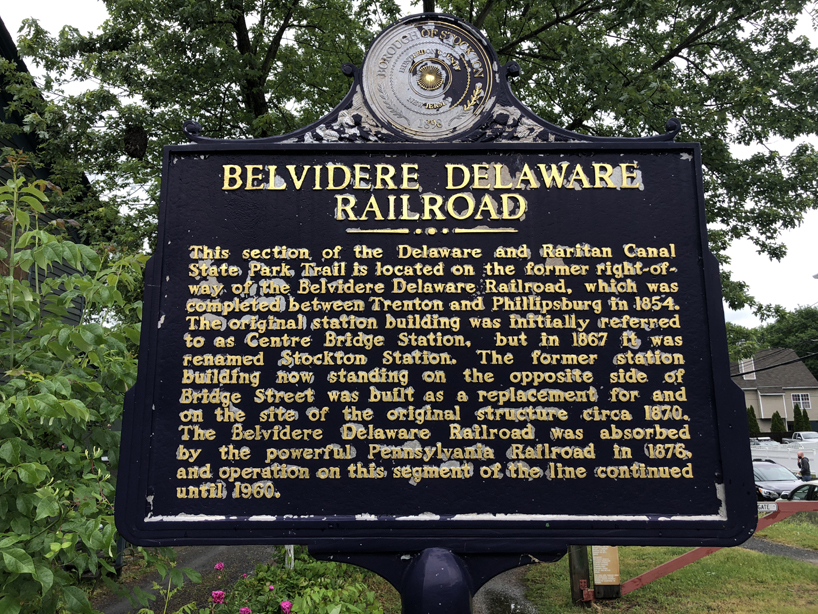 BOROUGH OF STOCKTON
1898
BELVIDERE DELAWARE
RAILROAD
This section of the Delaware and Raritan Canal
State Park Trail is located on the former right-of-
way of the Belvidere Delaware Railroad, which was
completed between Trenton and Phillipsburg in 1854.
The original station building was initially referred
to as Centre Bridge Station, but in 1867 it was
renamed Stockton Station. The former station
building now standing on the opposite side of
Bridge Street was built as a replacement for and
on the site of the original structure circa 1870.
The Belvidere Delaware Railroad was absorbed
by the powerful Pennsylvania Railroad in 1876,
and operation on this segment of the line continued
until 1960.